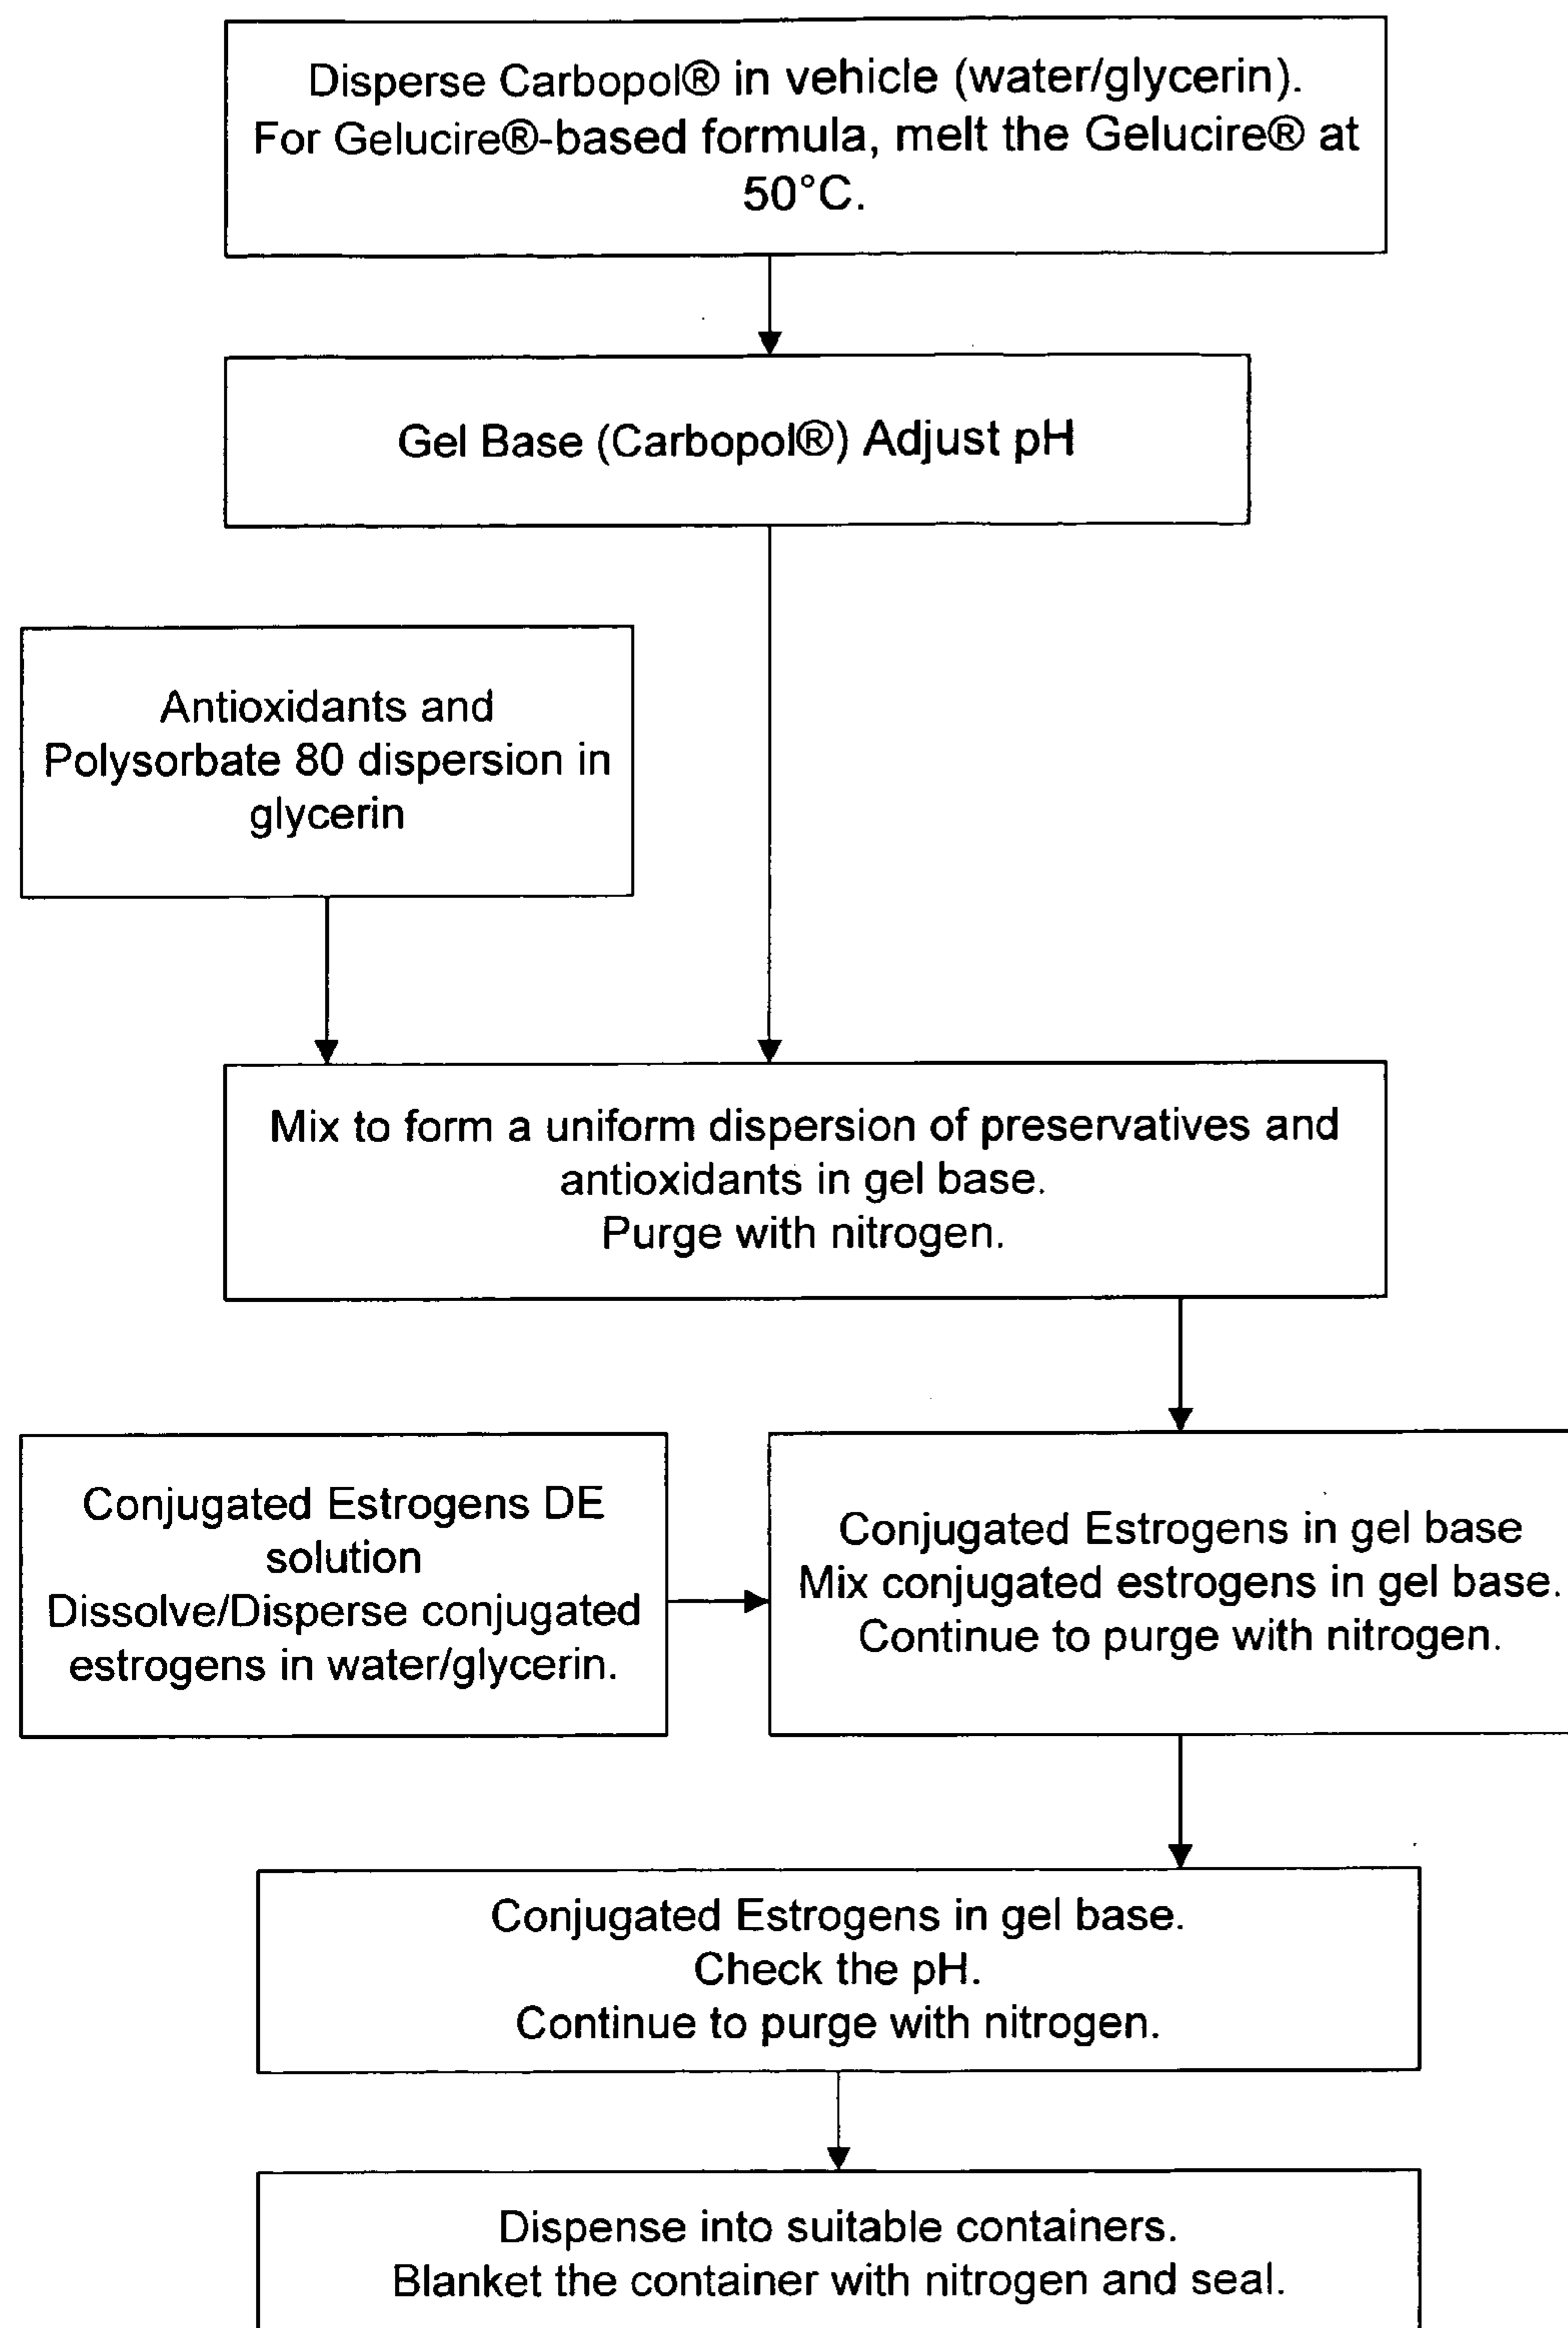 Disperse Carbopol® in vehicle (water/glycerin).
For Gelucire®-based formula, melt the Gelucire® at
50°C.
Gel Base (Carbopol®) Adjust pH
Antioxidants and
Polysorbate 80 dispersion in
glycerin
Mix to form a uniform dispersion of preservatives and
antioxidants in gel base.
Purge with nitrogen.
Conjugated Estrogens DE
solution
Dissolve/Disperse conjugated
estrogens in water/glycerin.
Conjugated Estrogens in gel base
Mix conjugated estrogens in gel base.
Continue to purge with nitrogen.
Conjugated Estrogens in gel base.
Check the pH.
Continue to purge with nitrogen.
Dispense into suitable containers.
Blanket the container with nitrogen and seal.